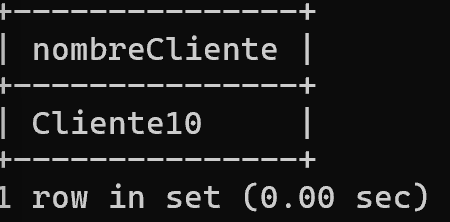 +---------------+
| nombreCliente |
+---------------+
| Cliente10     |
+---------------+
1 row in set (0.00 sec)